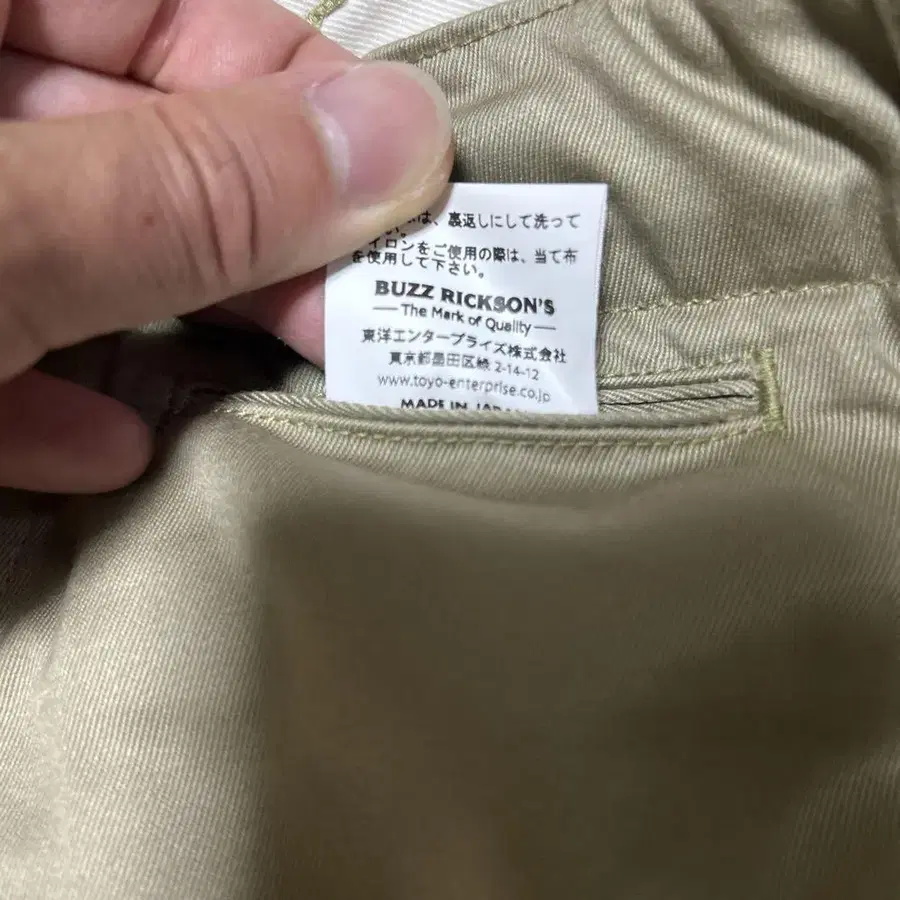 は、裏返しにして洗って
い。
イロンをご使用の際は、当て布
を使用して下さい。
BUZZ RICKSON'S
The Mark of Quality
東洋エンタープライズ株式会社
東京都墨田区緑 2-14-12
www.toyo-enterprise.co.jp
MADE IN JAPAN